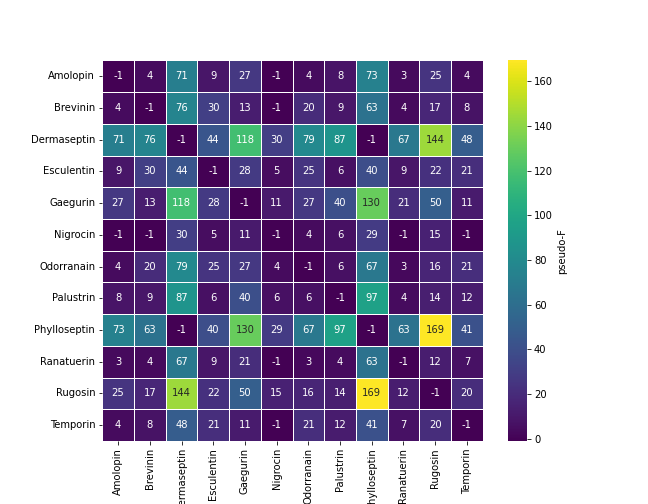 Amolopin -1 4 71 9 27 -1 4 8 73 3 25 4
Brevinin 4 -1 76 30 13 -1 20 9 63 4 17 8
Dermaseptin 71 76 -1 44 118 30 79 87 -1 67 144 48
Esculentin 9 30 44 -1 28 5 25 6 40 9 22 21
Gaegurin 27 13 118 28 -1 11 27 40 130 21 50 11
Nigrocin -1 -1 30 5 11 -1 4 6 29 -1 15 -1
Odorranain 4 20 79 25 27 4 -1 6 67 3 16 21
Palustrin 8 9 87 6 40 6 6 -1 97 4 14 12
Phylloseptin 73 63 -1 40 130 29 67 97 -1 63 169 41
Ranatuerin 3 4 67 9 21 -1 3 4 63 -1 12 7
Rugosin 25 17 144 22 50 15 16 14 169 12 -1 20
Temporin 4 8 48 21 11 -1 21 12 41 7 20 -1
Amolopin
Brevinin
ermaseptin
Esculentin
Gaegurin
Nigrocin
Odorranain
Palustrin
hylloseptin
Ranatuerin
Rugosin
Temporin
160
140
120
100
80
60
40
20
0
pseudo-F